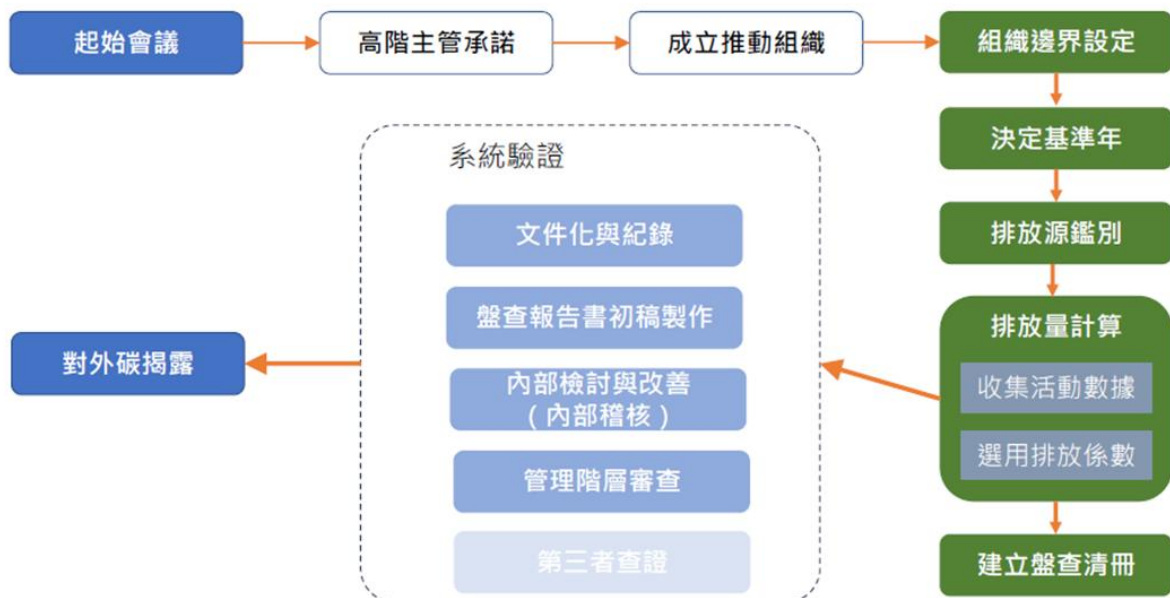 起始會議
高階主管承諾
成立推動組織
組織邊界設定
決定基準年
排放源鑑別
排放量計算
收集活動數據
選用排放係數
建立盤查清冊
系統驗證
文件化與紀錄
盤查報告書初稿製作
內部檢討與改善
（內部稽核）
管理階層審查
第三者查證
對外碳揭露